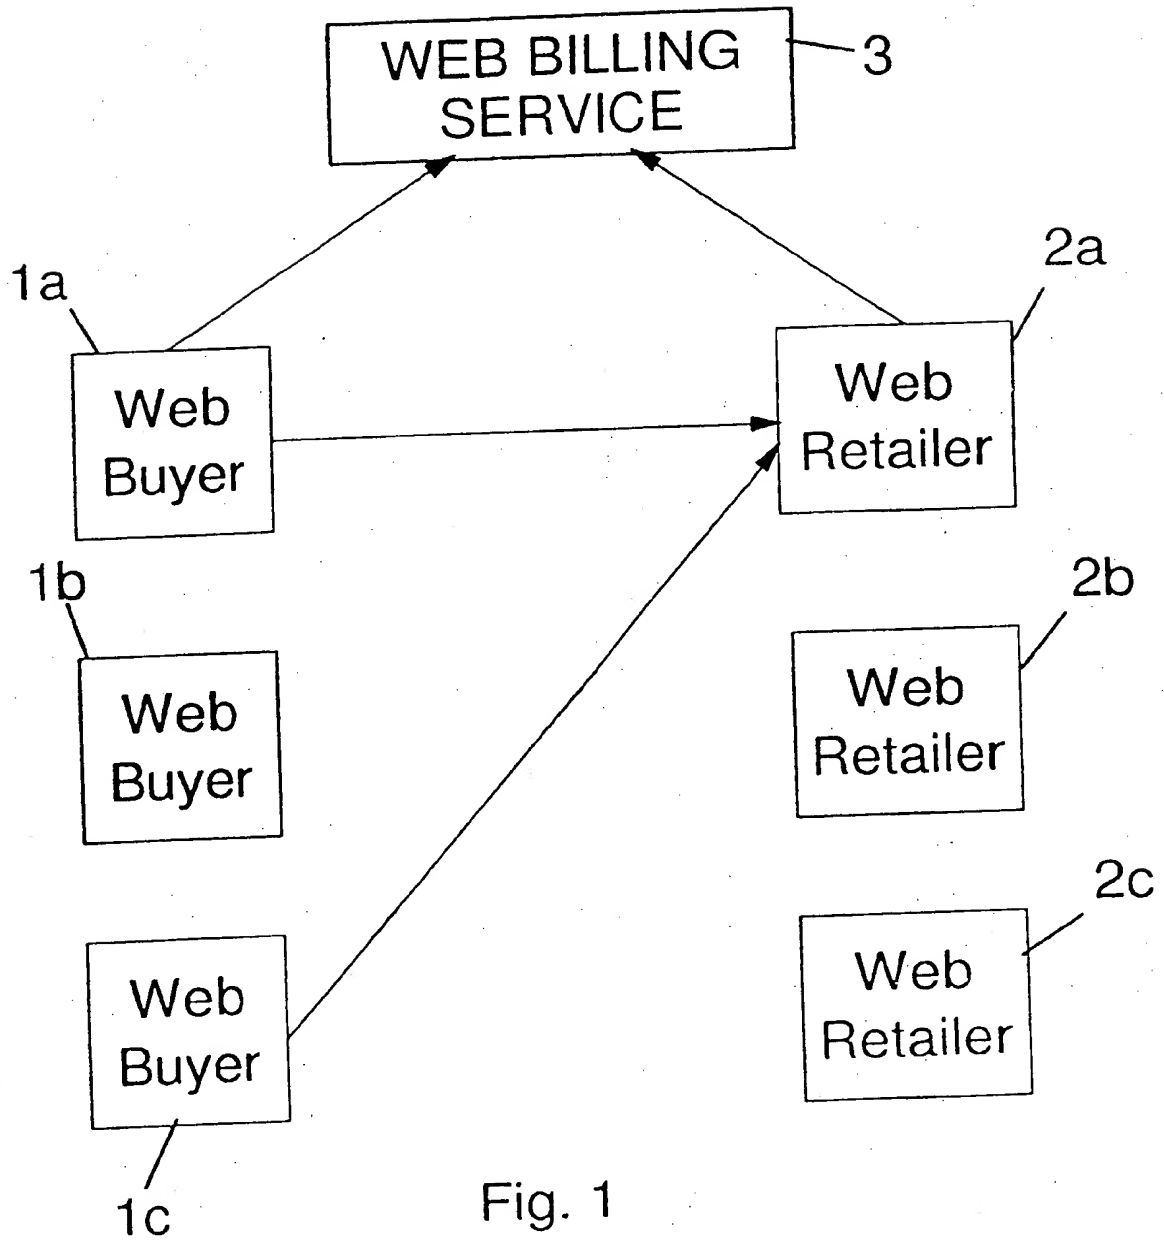 WEB BILLING
SERVICE
3
1a
2a
Web
Buyer
Web
Retailer
1b
2b
Web
Buyer
Web
Retailer
2c
Web
Buyer
Web
Retailer
1c
Fig. 1